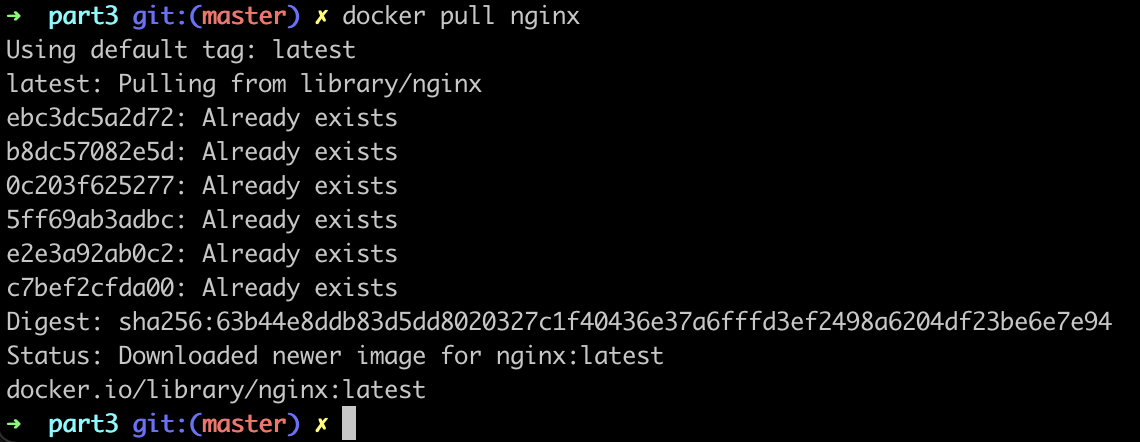 ➜  part3 git:(master) ✗ docker pull nginx
Using default tag: latest
latest: Pulling from library/nginx
ebc3dc5a2d72: Already exists
b8dc57082e5d: Already exists
0c203f625277: Already exists
5ff69ab3adbc: Already exists
e2e3a92ab0c2: Already exists
c7bef2cfda00: Already exists
Digest: sha256:63b44e8ddb83d5dd8020327c1f40436e37a6fffd3ef2498a6204df23be6e7e94
Status: Downloaded newer image for nginx:latest
docker.io/library/nginx:latest
➜  part3 git:(master) ✗